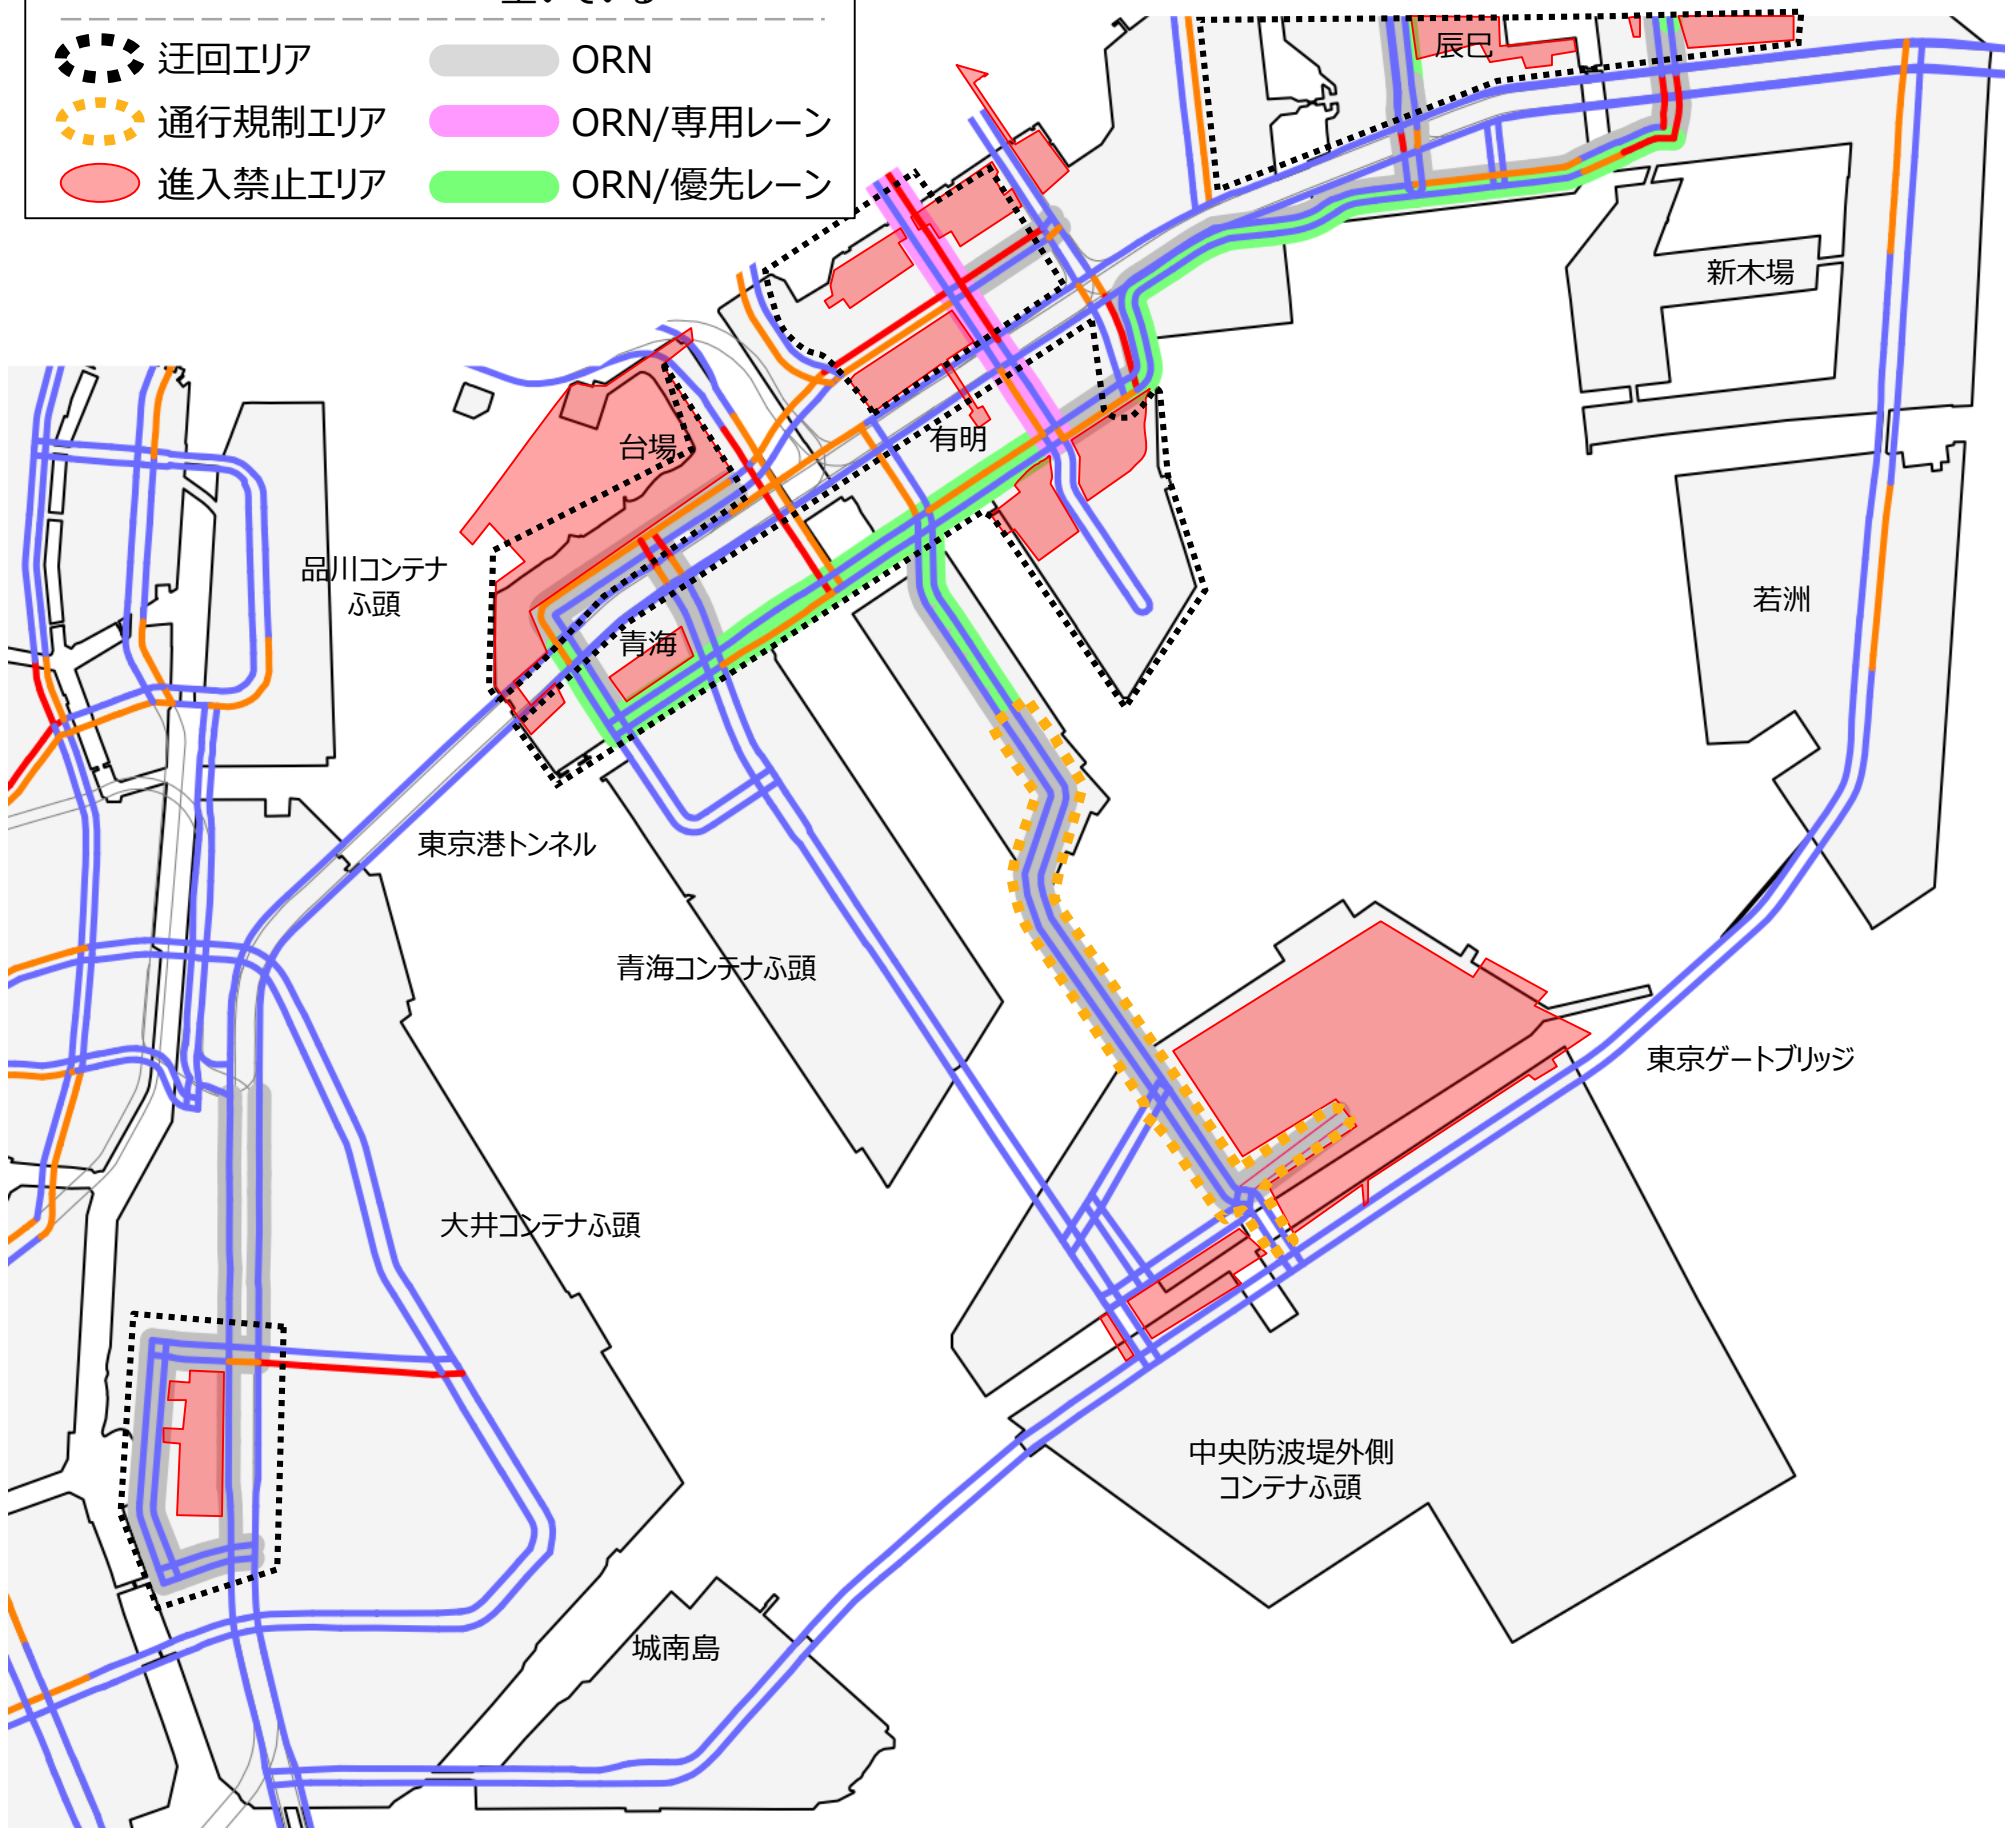 空いている
迂回エリア
ORN
通行規制エリア
ORN/専用レーン
進入禁止エリア
ORN/優先レーン
辰巳
新木場
台場
有明
品川コンテナ
ふ頭
若洲
青海
東京港トンネル
青海コンテナふ頭
東京ゲートブリッジ
大井コンテナふ頭
中央防波堤外側
コンテナふ頭
城南島